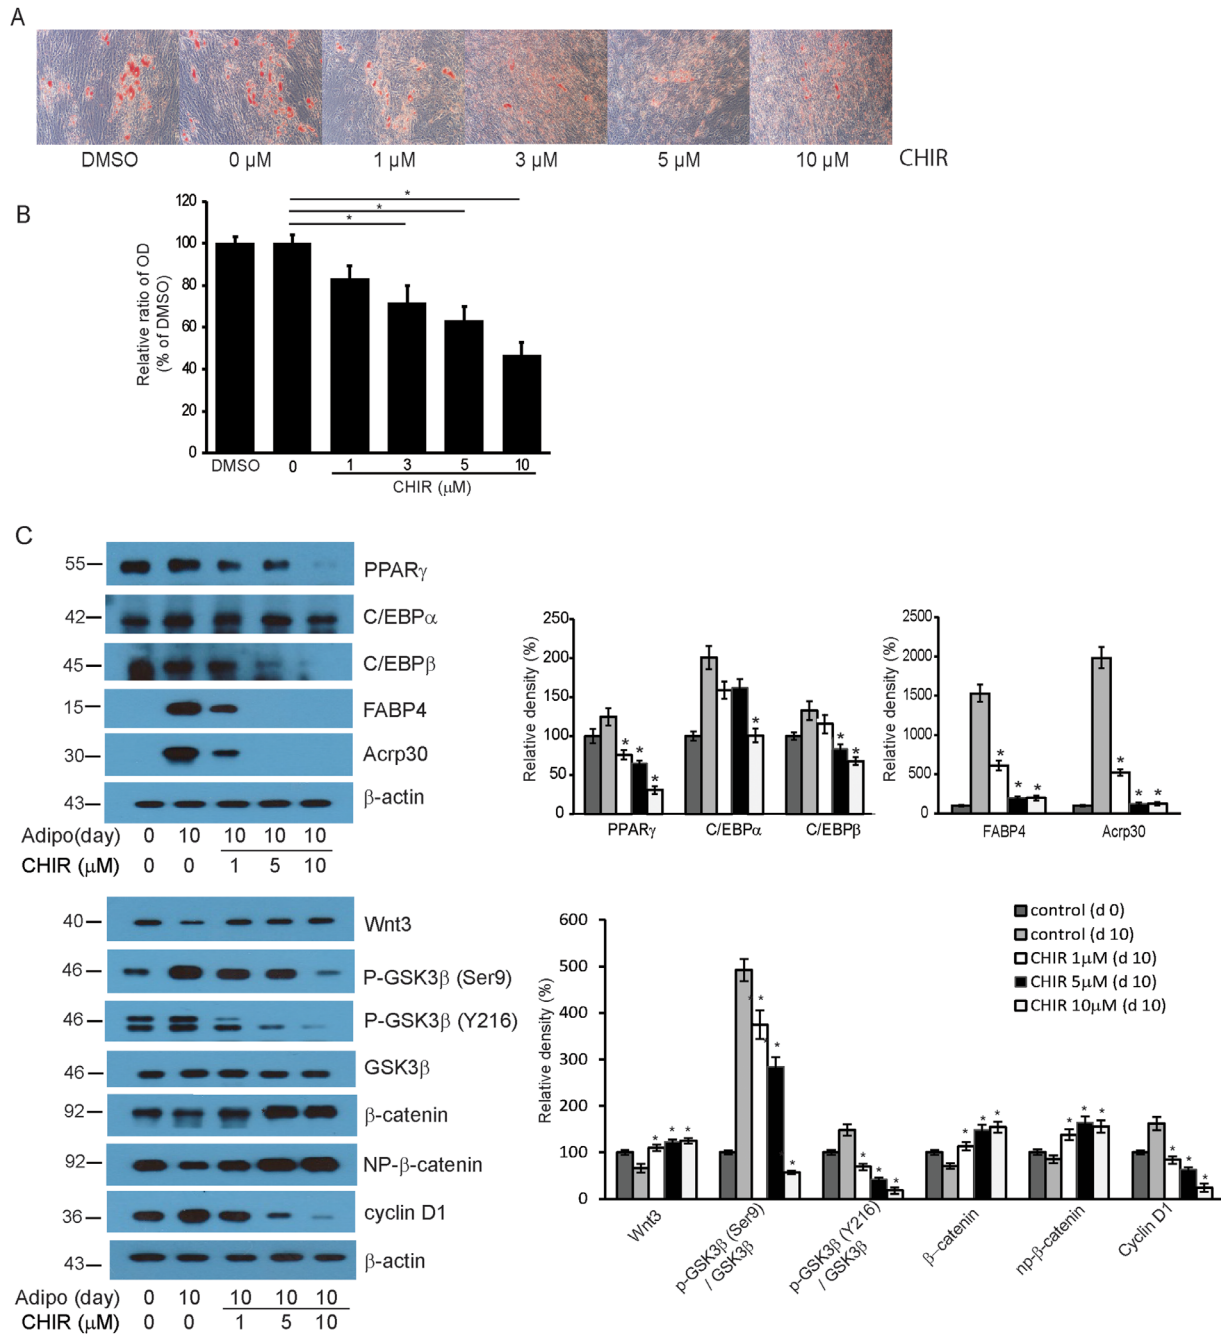 A
DMSO 0 µM 1 µM 3 µM 5 µM 10 µM CHIR
B
Relative ratio of OD
(% of DMSO)
120
100
80
60
40
20
0
* 
*
*
DMSO 0 1 3 5 10
CHIR (µM)
C
55 PPARγ
42 C/EBPα
45 C/EBPβ
15 FABP4
30 Acrp30
43 β-actin
Adipo(day) 0 10 10 10 10
CHIR (µM) 0 0 1 5 10
Relative density (%)
250
200
150
100
50
0
* * * * * *
PPARγ C/EBPα C/EBPβ
Relative density (%)
2500
2000
1500
1000
500
0
* * * * * *
FABP4 Acrp30
40 Wnt3
46 P-GSK3β (Ser9)
46 P-GSK3β (Y216)
46 GSK3β
92 β-catenin
92 NP-β-catenin
36 cyclin D1
43 β-actin
Adipo (day) 0 10 10 10 10
CHIR (µM) 0 0 1 5 10
Relative density (%)
600
500
400
300
200
100
0
control (d 0)
control (d 10)
CHIR 1µM (d 10)
CHIR 5µM (d 10)
CHIR 10µM (d 10)
* * * * * * * * * * * * * * * * * *
Wnt3
p-GSK3β (Ser9)
/ GSK3β
p-GSK3β (Y216)
/ GSK3β
β–catenin
np-β-catenin
Cyclin D1